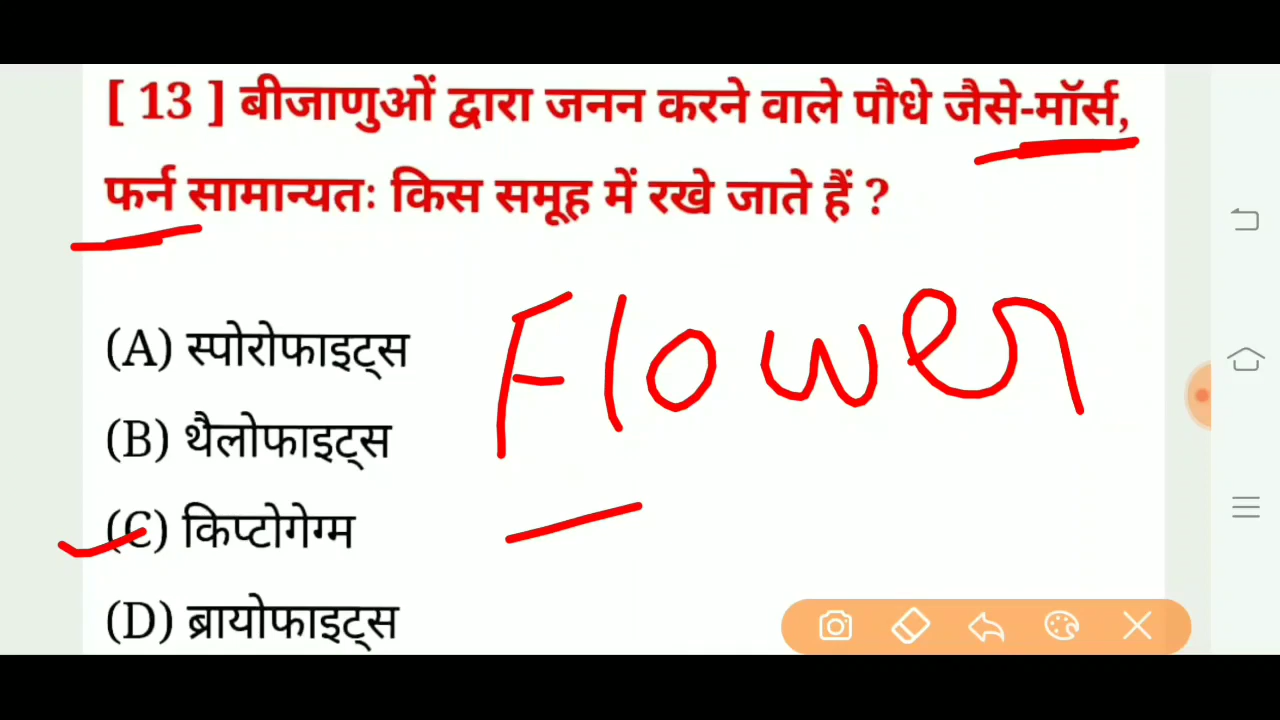 [ 13 ] बीजाणुओं द्वारा जनन करने वाले पौधे जैसे-मॉर्स,
फर्न सामान्यतः किस समूह में रखे जाते हैं ?
(A) स्पोरोफाइट्स
Flower
(B) थैलोफाइट्स
(C) किप्टोगेग्म
(D) ब्रायोफाइट्स